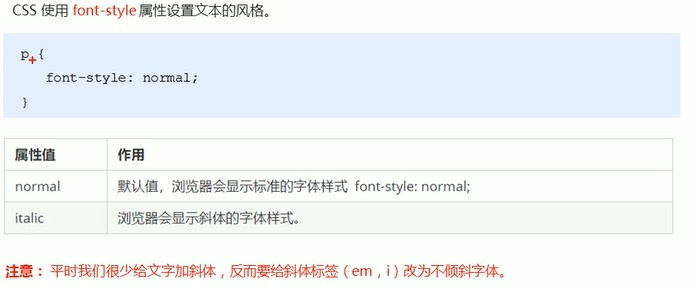 CSS 使用 font-style 属性设置文本的风格。
p {
font-style: normal;
}
属性值 作用
normal 默认值，浏览器会显示标准的字体样式 font-style: normal;
italic 浏览器会显示斜体的字体样式。
注意： 平时我们很少给文字加斜体，反而要给斜体标签（em，i）改为不倾斜字体。